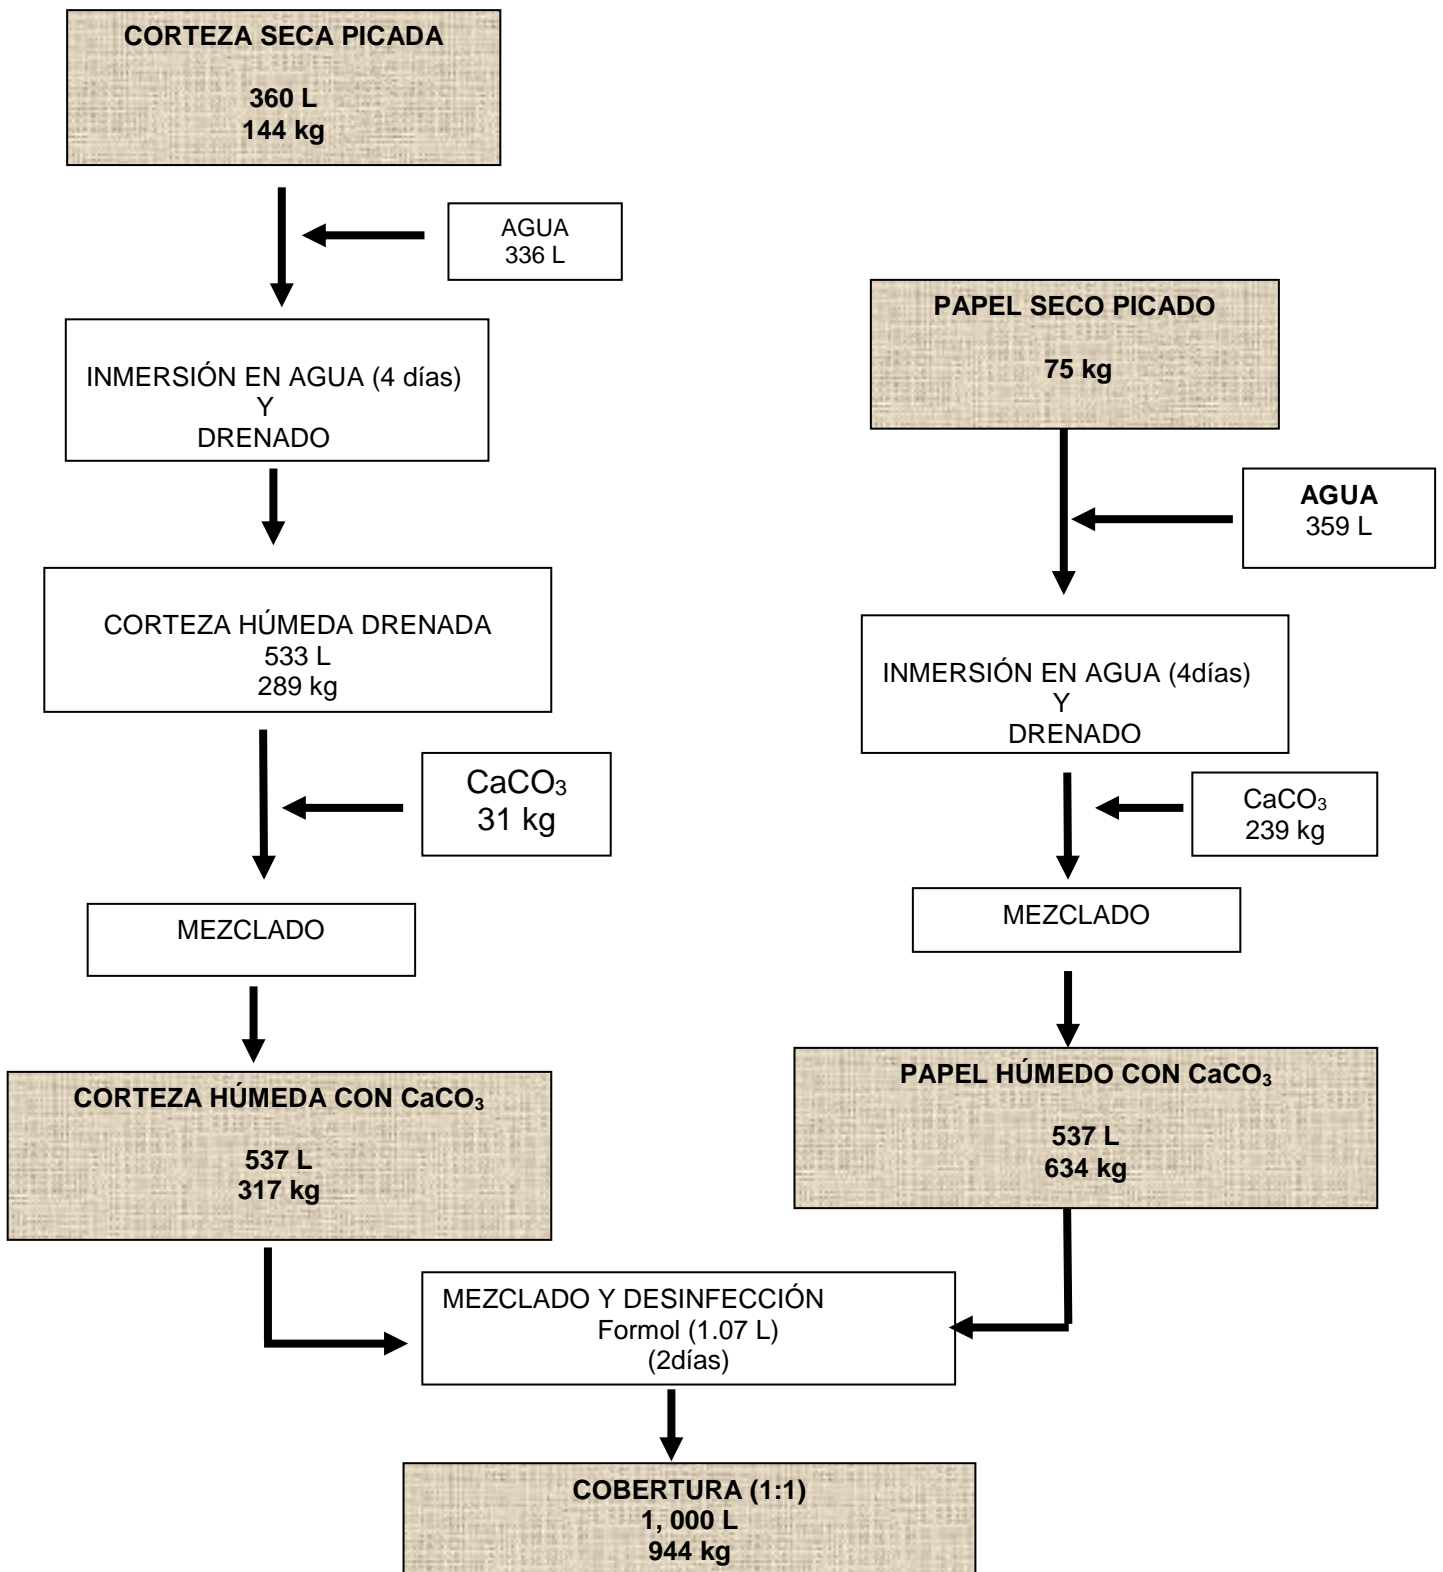 CORTEZA SECA PICADA
360 L
144 kg
AGUA
336 L
INMERSIÓN EN AGUA (4 días)
Y
DRENADO
CORTEZA HÚMEDA DRENADA
533 L
289 kg
CaCO₃
31 kg
MEZCLADO
CORTEZA HÚMEDA CON CaCO₃
537 L
317 kg
PAPEL SECO PICADO
75 kg
AGUA
359 L
INMERSIÓN EN AGUA (4días)
Y
DRENADO
CaCO₃
239 kg
MEZCLADO
PAPEL HÚMEDO CON CaCO₃
537 L
634 kg
MEZCLADO Y DESINFECCIÓN
Formol (1.07 L)
(2días)
COBERTURA (1:1)
1, 000 L
944 kg